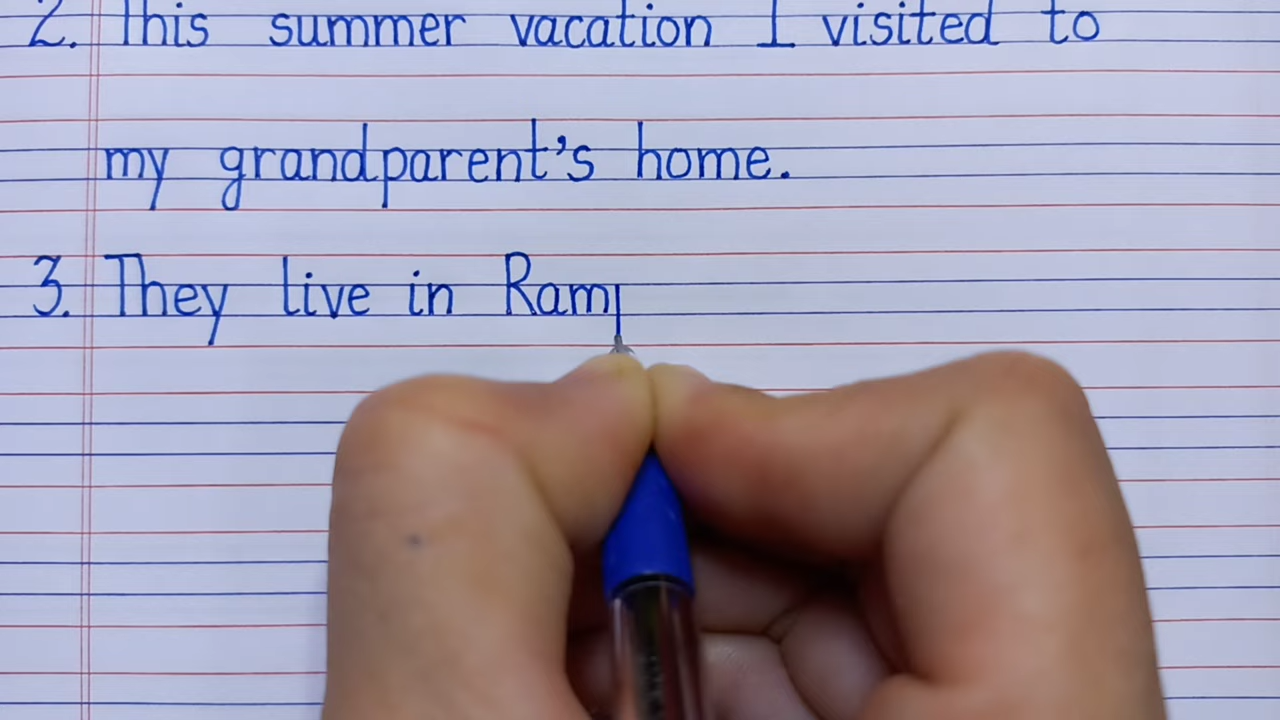 2. This summer vacation I visited to
my grandparent's home.
3. They live in Ram